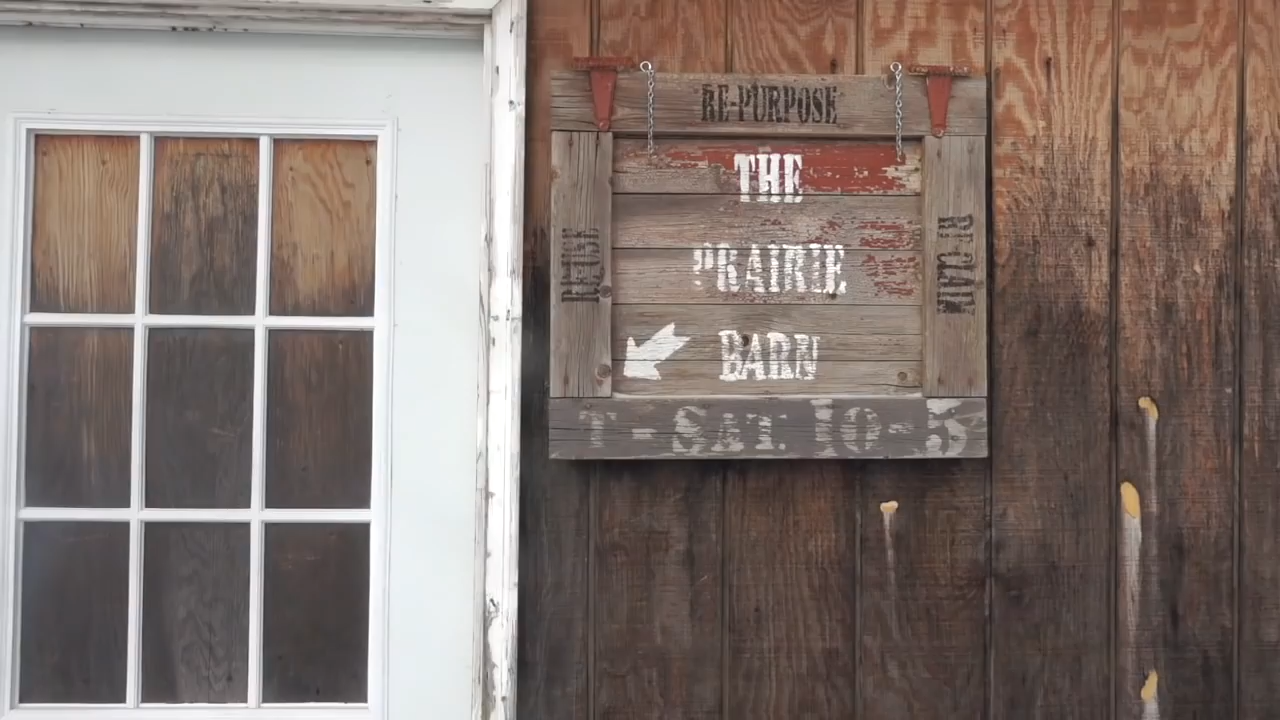 RE-PURPOSE
THE
PRAIRIE
BARN
REUSE
RECLAIM
T-SAT. 10-5